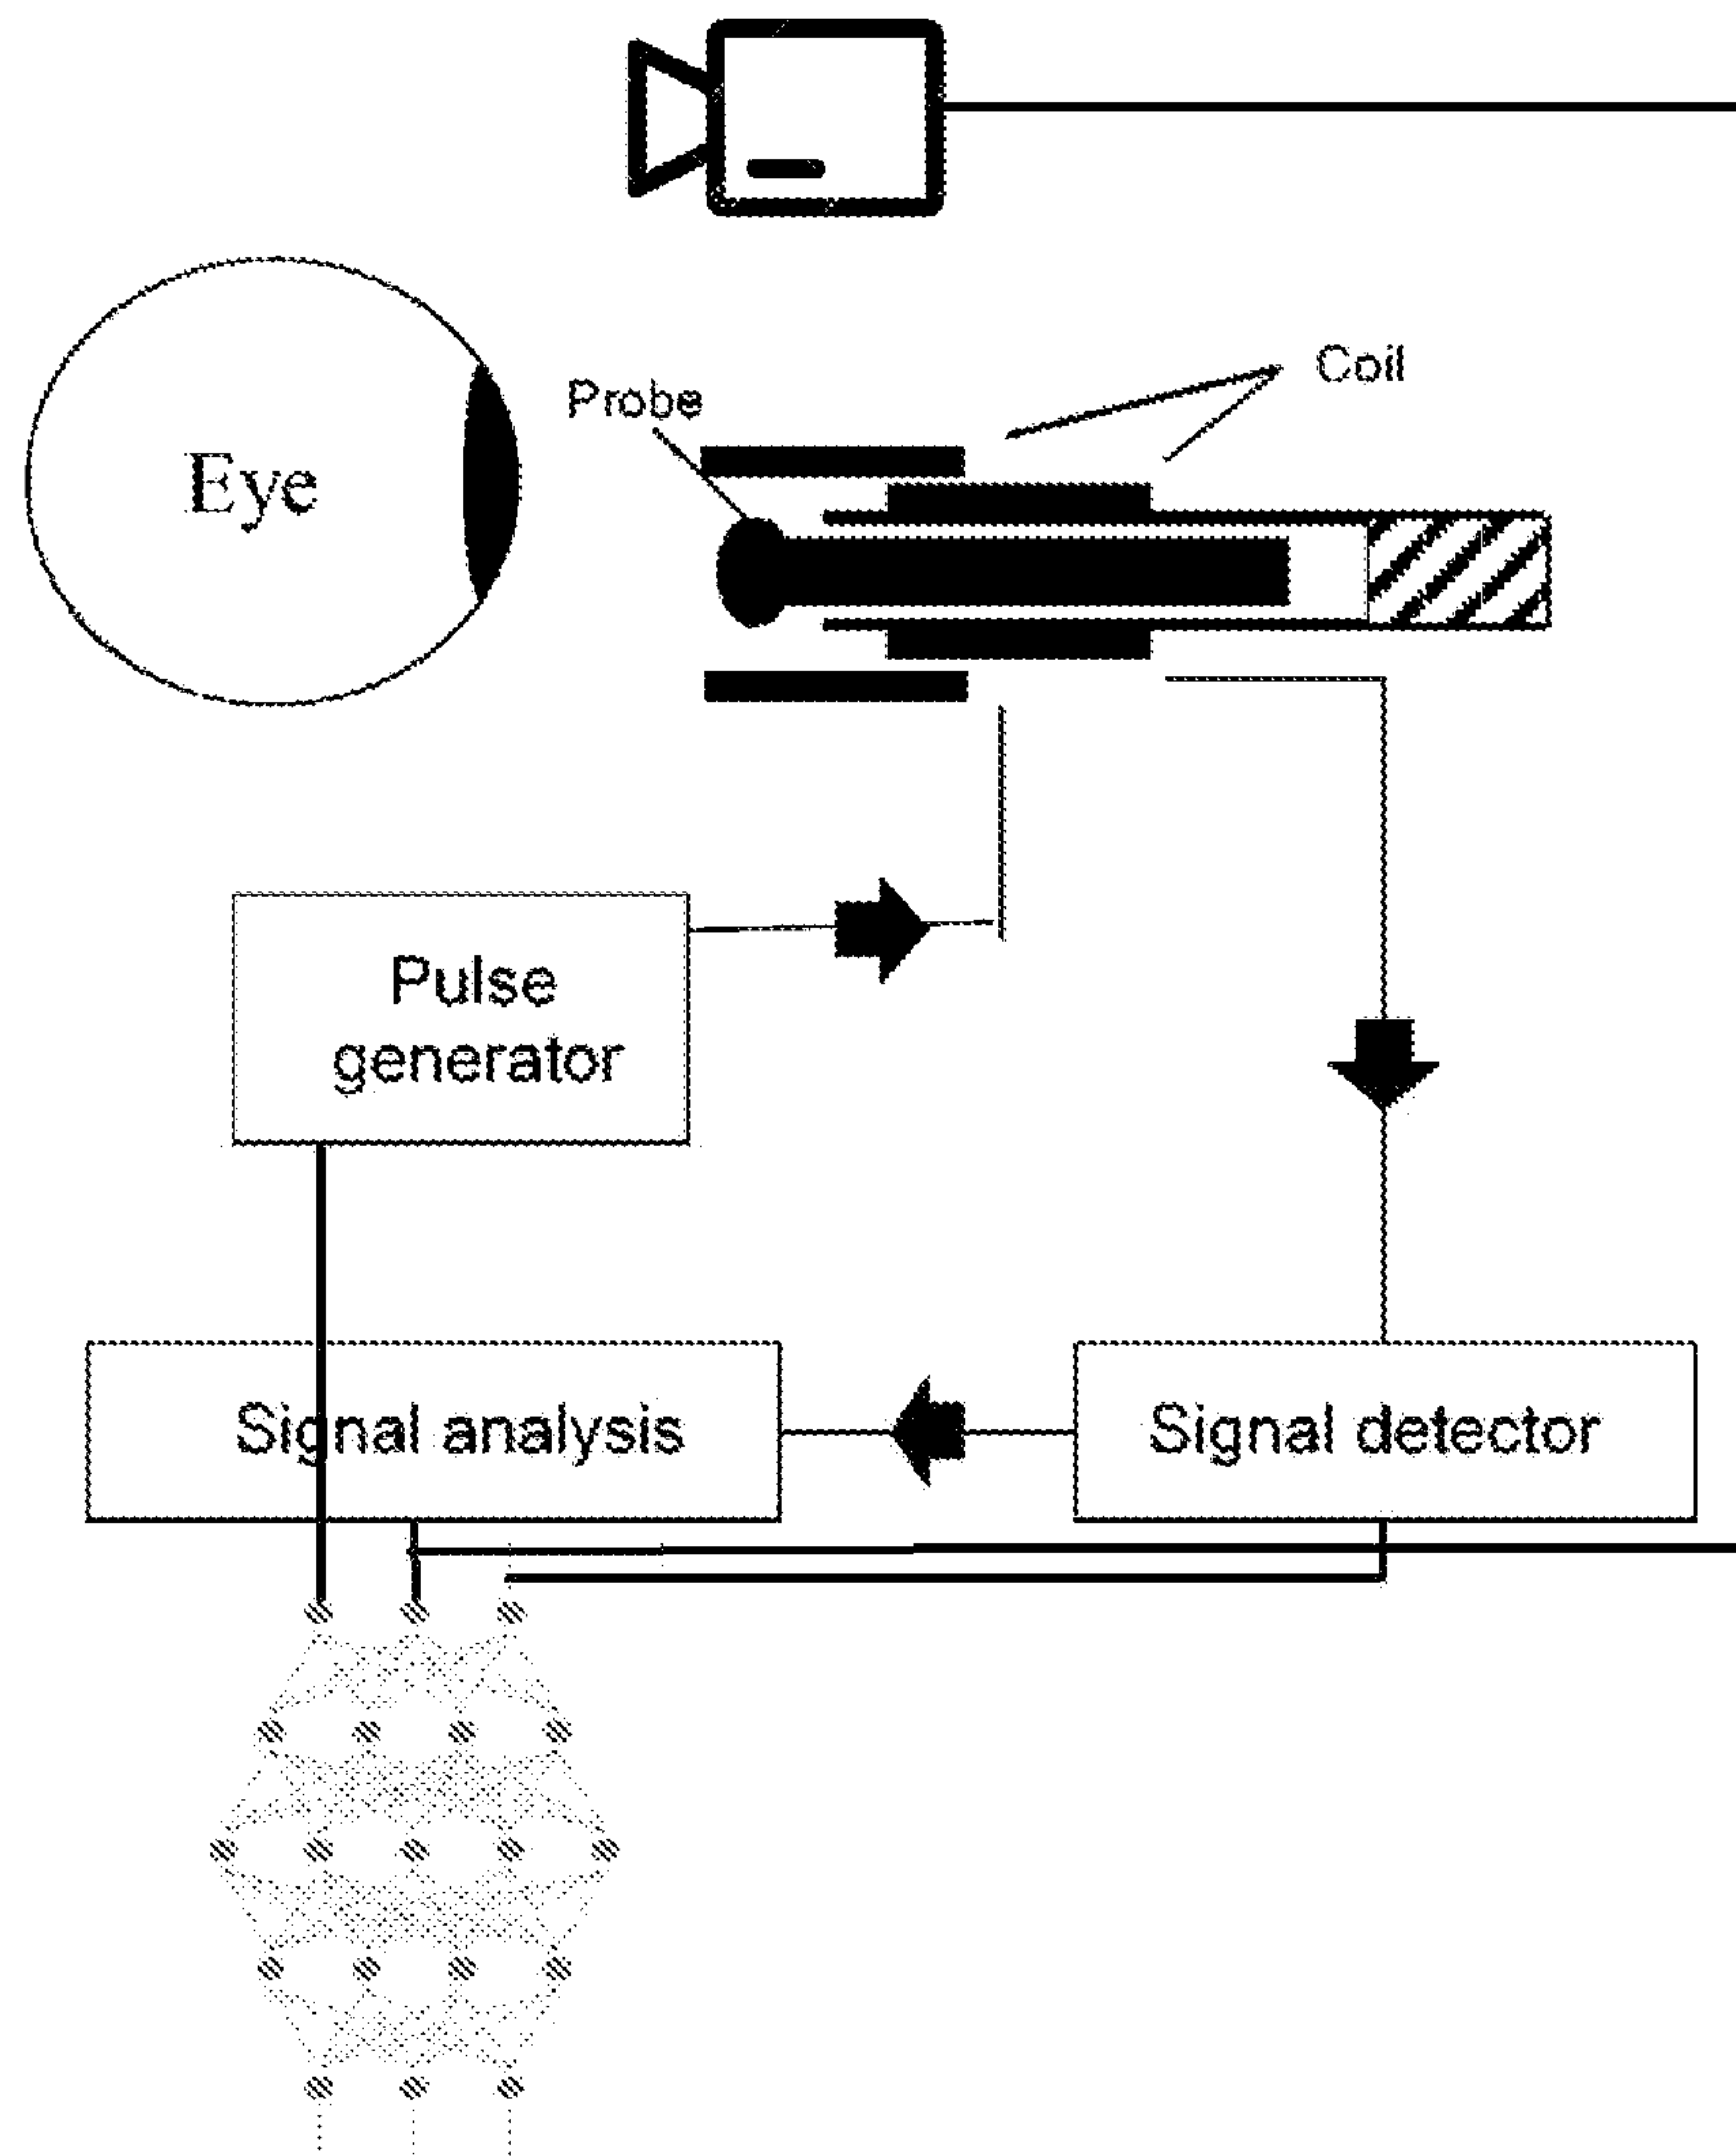 Coil
Probe
Eye
Pulse
generator
Signal analysis
Signal detector